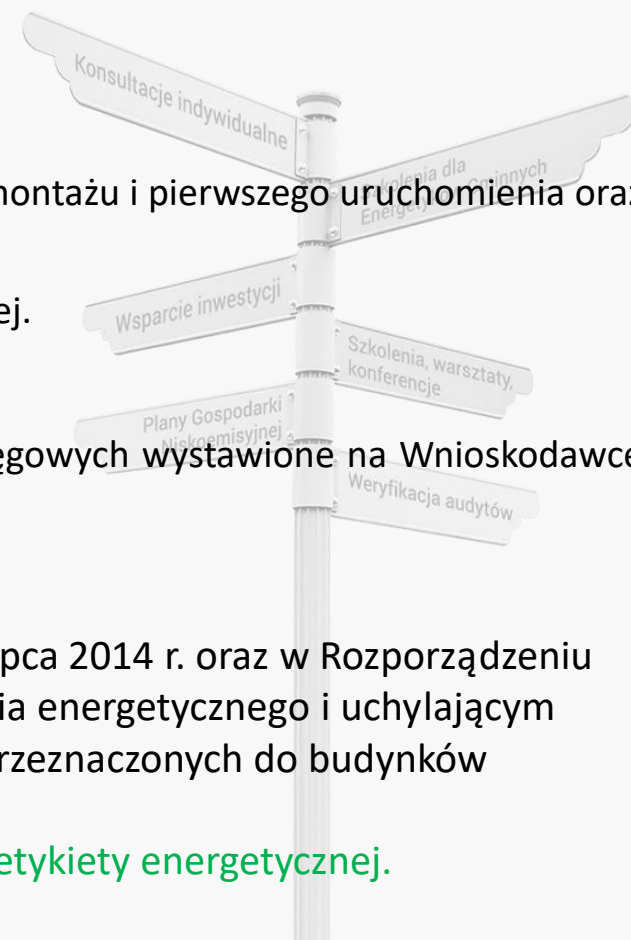 Konsultacje indywidualne
montażu i pierwszego uruchomienia oraz
Szkolenia dla
Energetyków Gminnych
ej.
Wsparcie inwestycji
Szkolenia, warsztaty,
konferencje
Plany Gospodarki
Niskoemisyjnej
ęgowych wystawione na Wnioskodawcę
Weryfikacja audytów
pca 2014 r. oraz w Rozporządzeniu
ia energetycznego i uchylającym
rzeznaczonych do budynków
etykiety energetycznej.